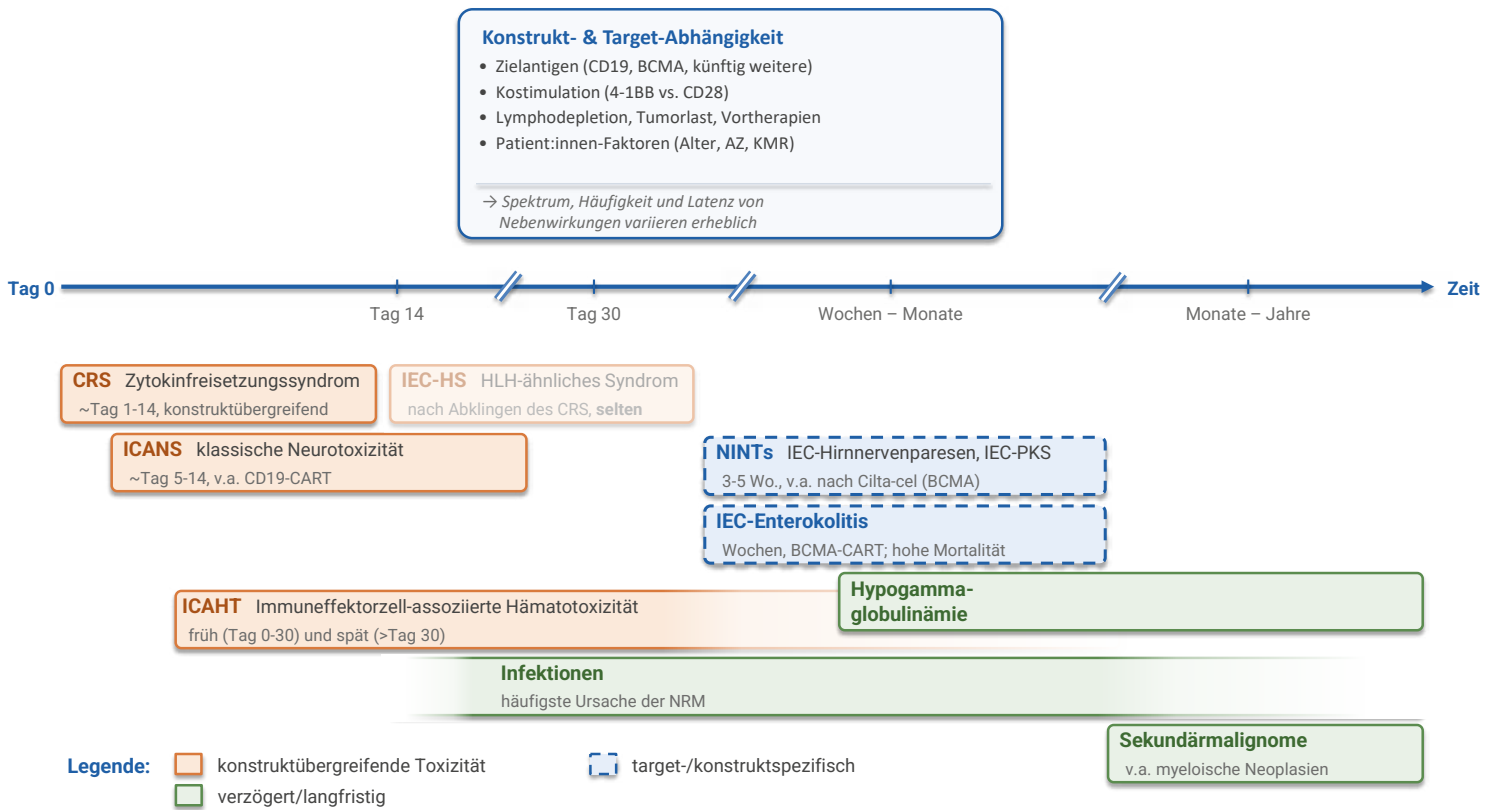 Konstrukt- & Target-Abhängigkeit
• Zielantigen (CD19, BCMA, künftig weitere)
• Kostimulation (4-1BB vs. CD28)
• Lymphodepletion, Tumorlast, Vortherapien
• Patient:innen-Faktoren (Alter, AZ, KMR)
→ Spektrum, Häufigkeit und Latenz von
Nebenwirkungen variieren erheblich
Tag 0
Zeit
Tag 14
Tag 30
Wochen – Monate
Monate – Jahre
CRS Zytokinfreisetzungssyndrom
~Tag 1-14, konstruktübergreifend
IEC-HS HLH-ähnliches Syndrom
nach Abklingen des CRS, selten
ICANS klassische Neurotoxizität
~Tag 5-14, v.a. CD19-CART
NINTs IEC-Hirnnervenparesen, IEC-PKS
3-5 Wo., v.a. nach Cilta-cel (BCMA)
IEC-Enterokolitis
Wochen, BCMA-CART; hohe Mortalität
ICAHT Immuneffektorzell-assoziierte Hämatotoxizität
früh (Tag 0-30) und spät (>Tag 30)
Hypogamma-
globulinämie
Infektionen
häufigste Ursache der NRM
Sekundärmalignome
v.a. myeloische Neoplasien
Legende:
konstruktübergreifende Toxizität
target-/konstruktspezifisch
verzögert/langfristig